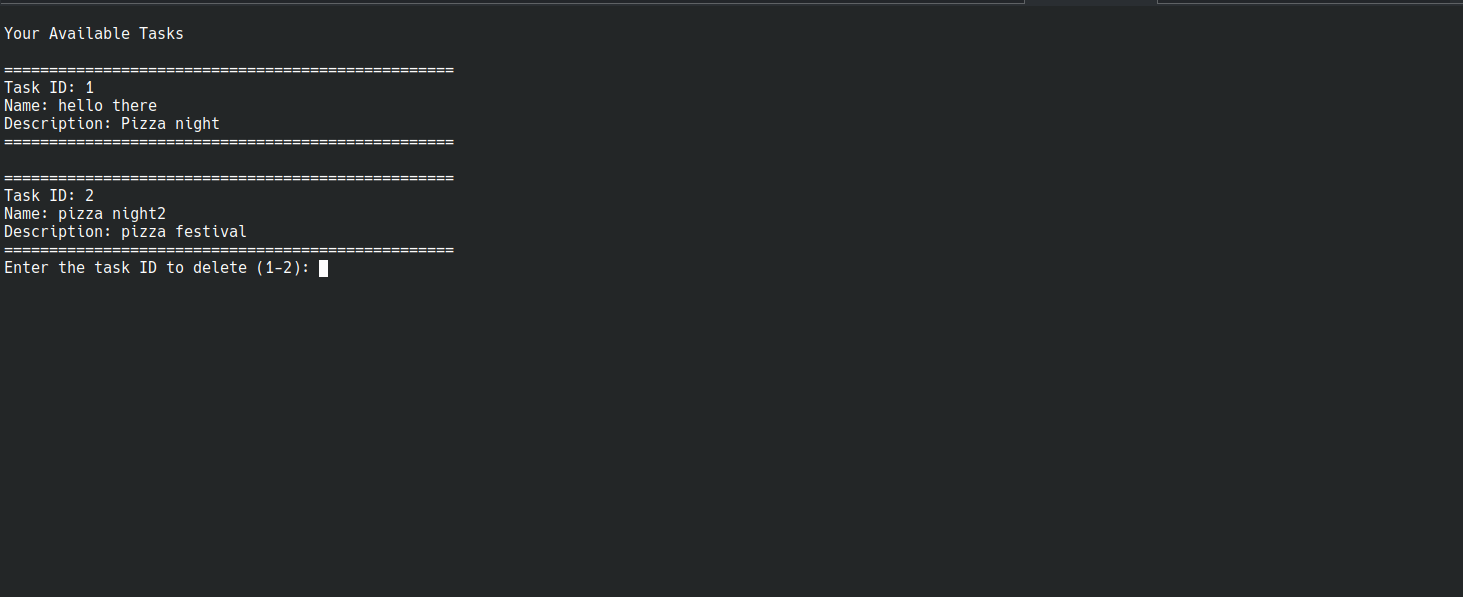 Your Available Tasks
==================================================
Task ID: 1
Name: hello there
Description: Pizza night
==================================================
==================================================
Task ID: 2
Name: pizza night2
Description: pizza festival
==================================================
Enter the task ID to delete (1-2):